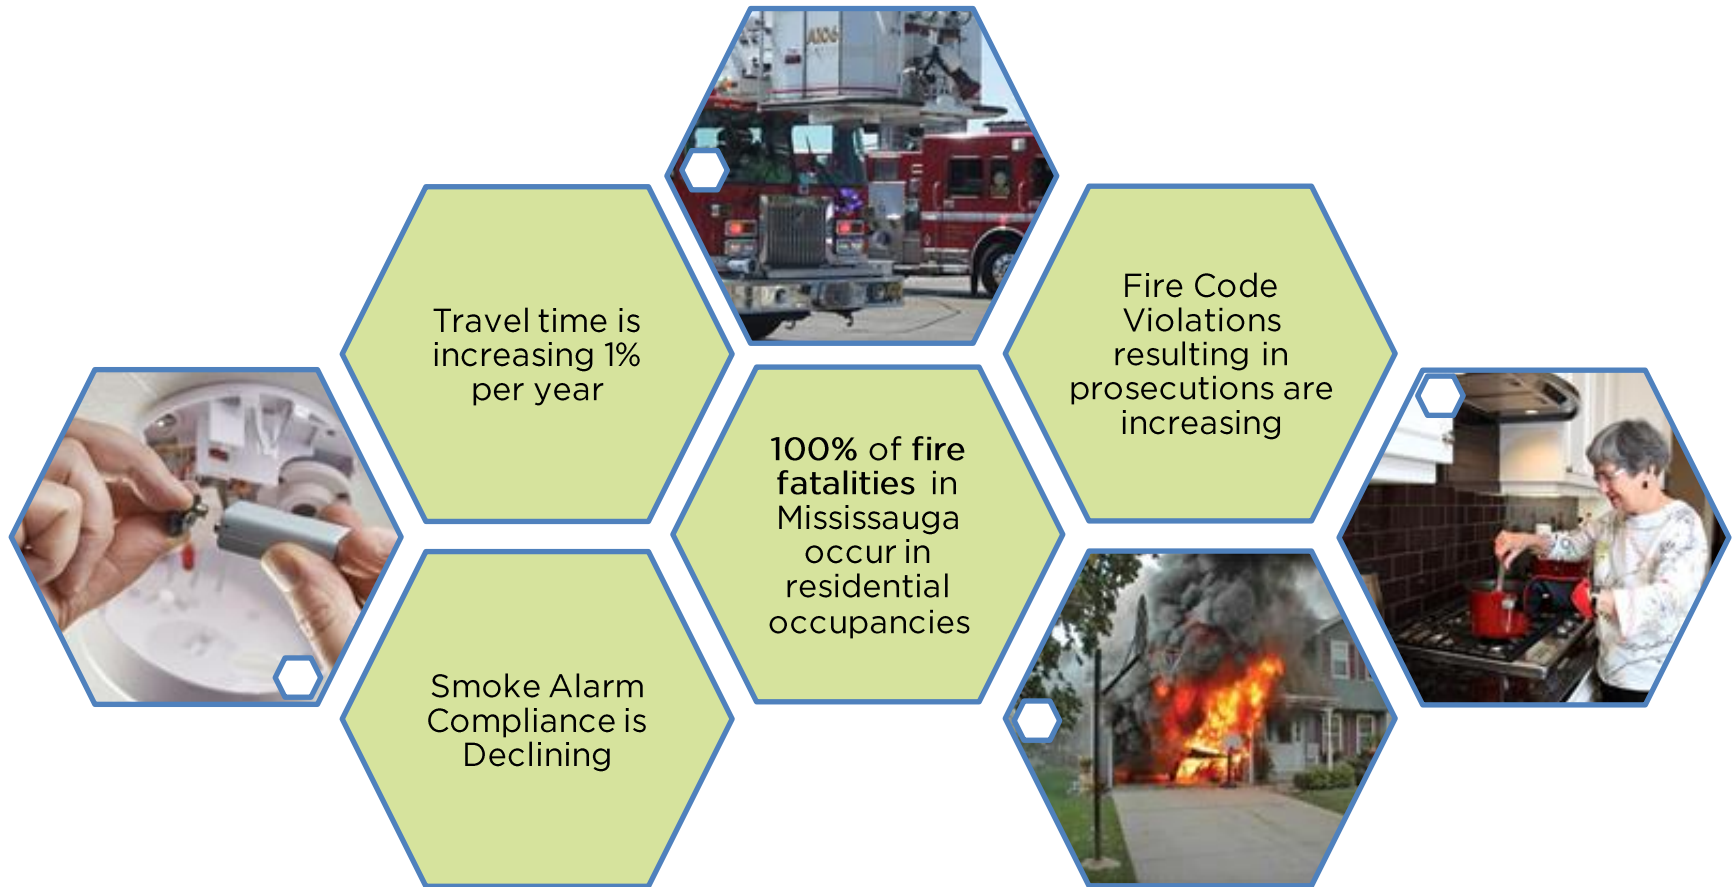 A106
Travel time is
increasing 1%
per year
Fire Code
Violations
resulting in
prosecutions are
increasing
100% of fire
fatalities in
Mississauga
occur in
residential
occupancies
Smoke Alarm
Compliance is
Declining